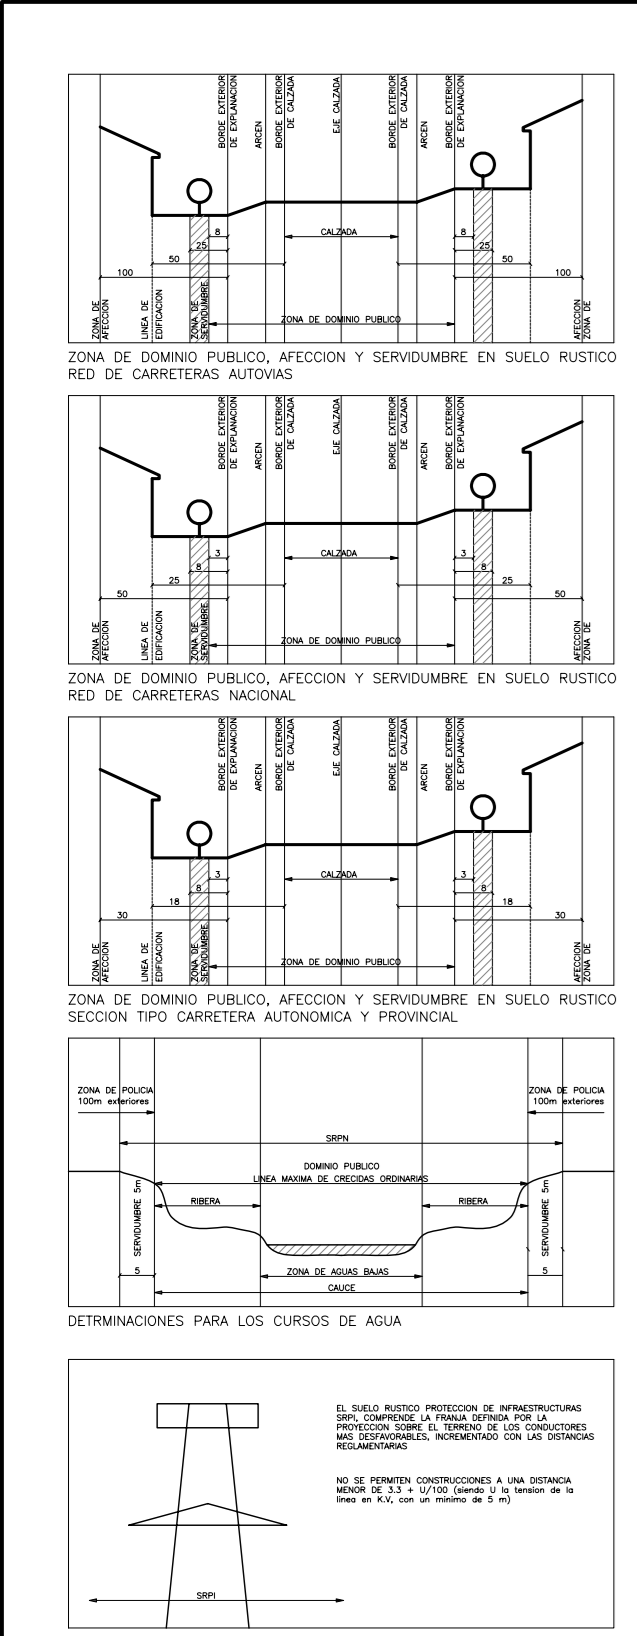 BORDE EXTERIOR
DE EXPLANACION
ARCEN
BORDE EXTERIOR
DE CALZADA
EJE CALZADA
BORDE EXTERIOR
DE CALZADA
ARCEN
BORDE EXTERIOR
DE EXPLANACION
8
CALZADA
8
25
25
50
50
100
100
ZONA DE
AFECCION
LINEA DE
EDIFICACION
ZONA DE
SERVIDUMBRE
ZONA DE DOMINIO PUBLICO
AFECCION
ZONA DE
ZONA DE DOMINIO PUBLICO, AFECCION Y SERVIDUMBRE EN SUELO RUSTICO
RED DE CARRETERAS AUTOVIAS
BORDE EXTERIOR
DE EXPLANACION
ARCEN
BORDE EXTERIOR
DE CALZADA
EJE CALZADA
BORDE EXTERIOR
DE CALZADA
ARCEN
BORDE EXTERIOR
DE EXPLANACION
3
CALZADA
3
8
8
25
25
50
50
ZONA DE
AFECCION
LINEA DE
EDIFICACION
ZONA DE
SERVIDUMBRE
ZONA DE DOMINIO PUBLICO
AFECCION
ZONA DE
ZONA DE DOMINIO PUBLICO, AFECCION Y SERVIDUMBRE EN SUELO RUSTICO
RED DE CARRETERAS NACIONAL
BORDE EXTERIOR
DE EXPLANACION
ARCEN
BORDE EXTERIOR
DE CALZADA
EJE CALZADA
BORDE EXTERIOR
DE CALZADA
ARCEN
BORDE EXTERIOR
DE EXPLANACION
3
CALZADA
3
8
8
18
18
30
30
ZONA DE
AFECCION
LINEA DE
EDIFICACION
ZONA DE
SERVIDUMBRE
ZONA DE DOMINIO PUBLICO
AFECCION
ZONA DE
ZONA DE DOMINIO PUBLICO, AFECCION Y SERVIDUMBRE EN SUELO RUSTICO
SECCION TIPO CARRETERA AUTONOMICA Y PROVINCIAL
ZONA DE POLICIA
100m exteriores
ZONA DE POLICIA
100m exteriores
SRPN
DOMINIO PUBLICO
LINEA MAXIMA DE CRECIDAS ORDINARIAS
RIBERA
RIBERA
SERVIDUMBRE 5m
SERVIDUMBRE 5m
5
ZONA DE AGUAS BAJAS
5
CAUCE
DETRMINACIONES PARA LOS CURSOS DE AGUA
EL SUELO RUSTICO PROTECCION DE INFRAESTRUCTURAS
SRPI, COMPRENDE LA FRANJA DEFINIDA POR LA
PROYECCION SOBRE EL TERRENO DE LOS CONDUCTORES
MAS DESFAVORABLES, INCREMENTADO CON LAS DISTANCIAS
REGLAMENTARIAS
NO SE PERMITEN CONSTRUCCIONES A UNA DISTANCIA
MENOR DE 3.3 + U/100 (siendo U la tension de la
linea en K.V, con un minimo de 5 m)
SRPI